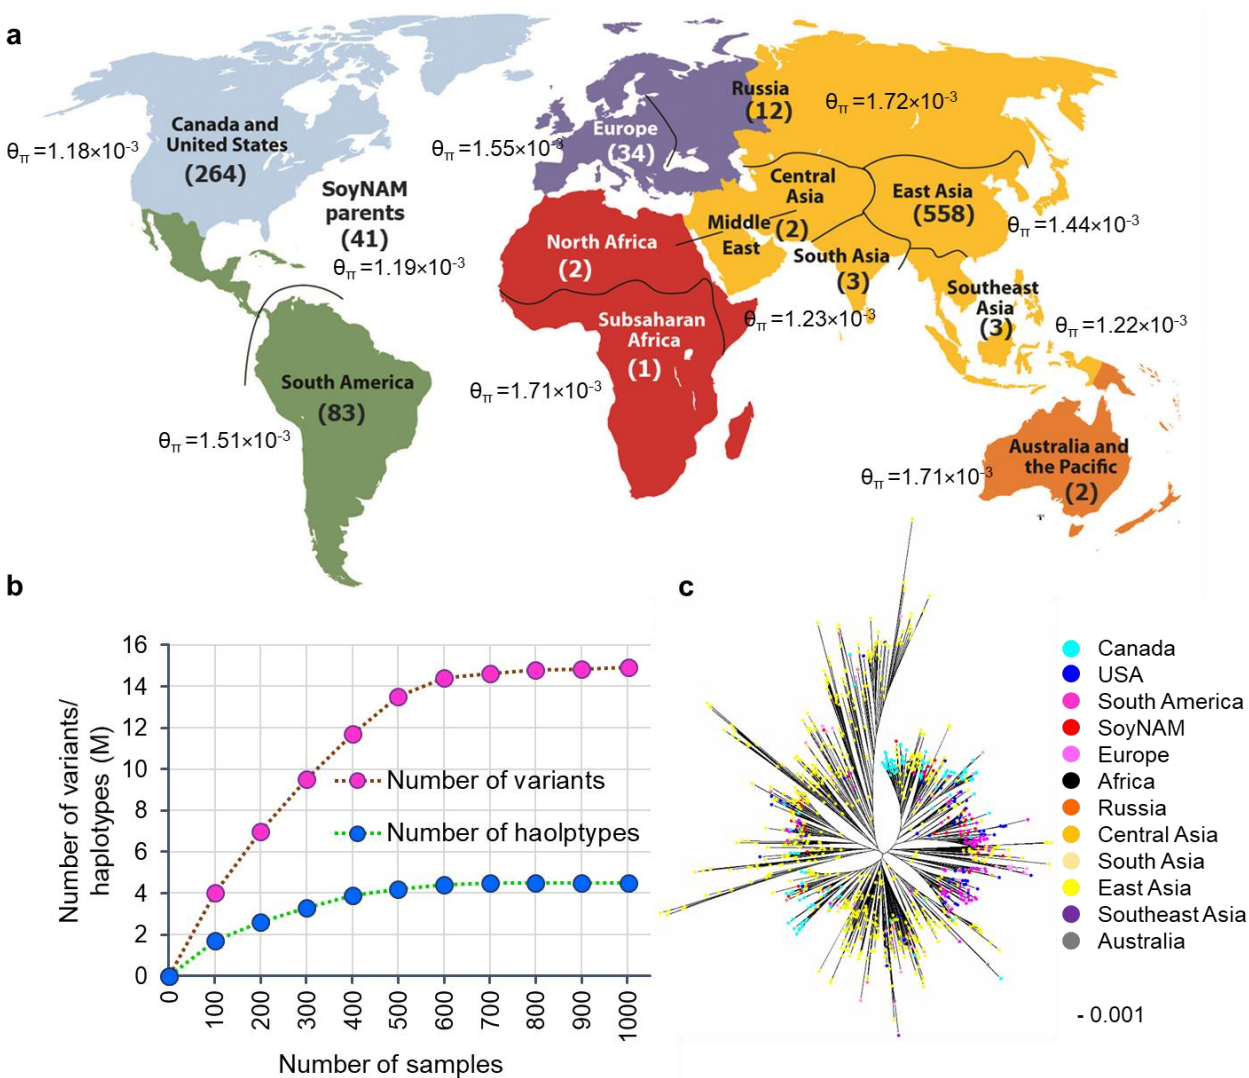 a
Canada and
United States
(264)
θπ =1.18×10-3
SoyNAM
parents
(41)
θπ =1.19×10-3
South America
(83)
θπ =1.51×10-3
Europe
(34)
θπ =1.55×10-3
Russia
(12)
θπ =1.72×10-3
Central
Asia
Middle (2)
East
East Asia
(558)
θπ =1.44×10-3
South Asia
(3)
North Africa
(2)
θπ =1.23×10-3
Southeast
Asia
(3)
θπ =1.22×10-3
Subsaharan
Africa
(1)
θπ =1.71×10-3
Australia and
the Pacific
(2)
θπ =1.71×10-3
b
Number of variants/
haplotypes (M)
16
14
12
10
8
6
4
2
0
Number of variants
Number of haolptypes
0 100 200 300 400 500 600 700 800 900 1000
Number of samples
c
Canada
USA
South America
SoyNAM
Europe
Africa
Russia
Central Asia
South Asia
East Asia
Southeast Asia
Australia
- 0.001